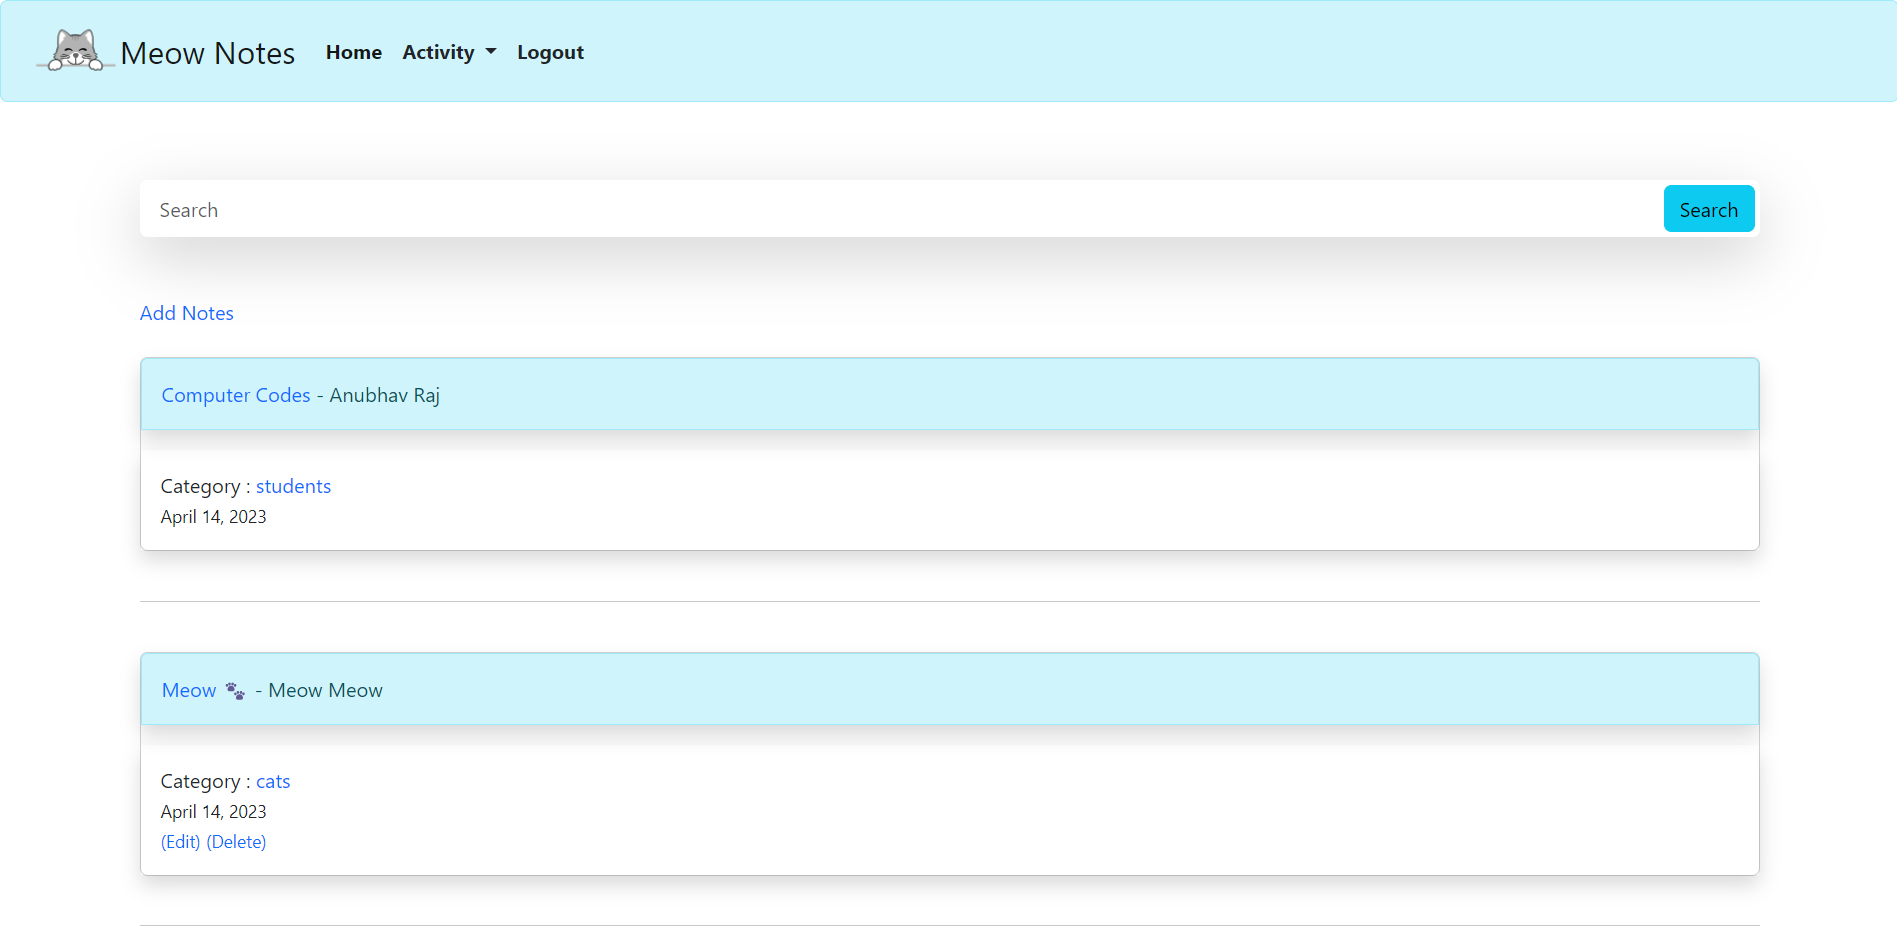 Meow Notes Home Activity Logout
Search Search
Add Notes
Computer Codes - Anubhav Raj
Category : students
April 14, 2023
Meow 🐾 - Meow Meow
Category : cats
April 14, 2023
(Edit) (Delete)